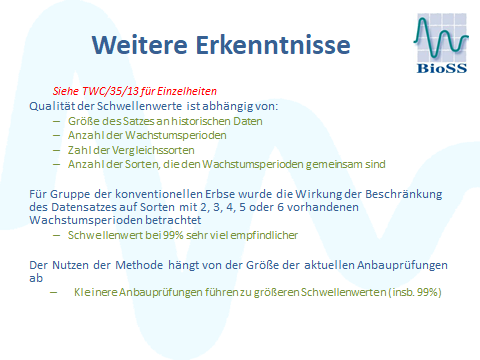 Weitere Erkenntnisse
BioSS
Siehe TWC/35/13 für Einzelheiten
Qualität der Schwellenwerte ist abhängig von:
– Größe des Satzes an historischen Daten
– Anzahl der Wachstumsperioden
– Zahl der Vergleichssorten
– Anzahl der Sorten, die den Wachstumsperioden gemeinsam sind
Für Gruppe der konventionellen Erbse wurde die Wirkung der Beschränkung
des Datensatzes auf Sorten mit 2, 3, 4, 5 oder 6 vorhandenen
Wachstumsperioden betrachtet
– Schwellenwert bei 99% sehr viel empfindlicher
Der Nutzen der Methode hängt von der Größe der aktuellen Anbauprüfungen
ab
– Kleinere Anbauprüfungen führen zu größeren Schwellenwerten (insb. 99%)